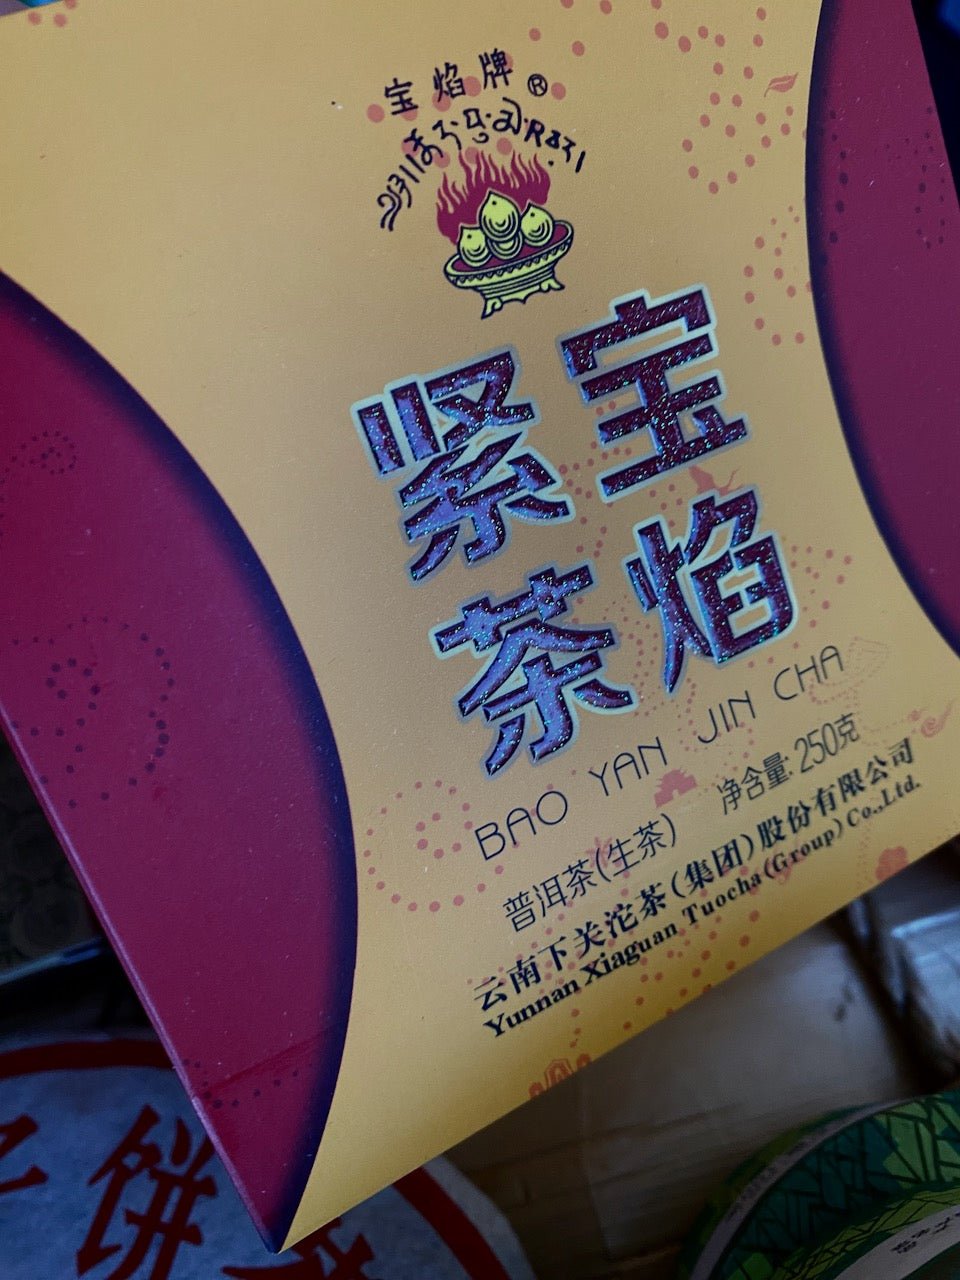 宝焰牌®
宝焰
紧茶
BAO YAN JIN CHA
普洱茶(生茶) 净含量:250克
云南下关沱茶(集团)股份有限公司
Yunnan Xiaguan Tuocha(Group)Co.,Ltd.
饼